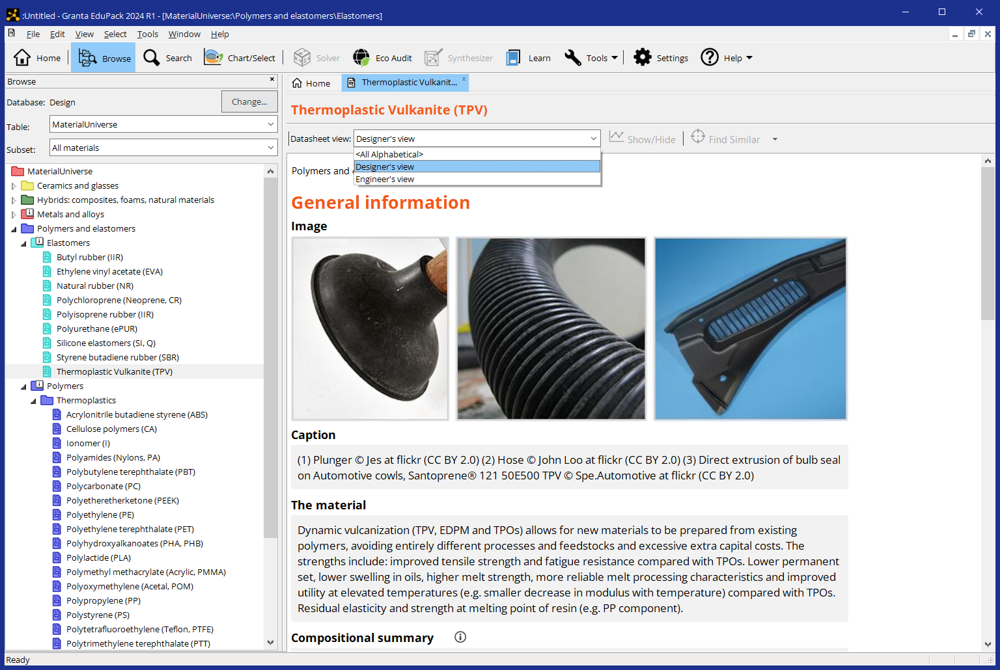 :Untitled - Granta EduPack 2024 R1 - [MaterialUniverse:\Polymers and elastomers\Elastomers]
File Edit View Select Tools Window Help
Home Browse Search Chart/Select Solver Eco Audit Synthesizer Learn Tools Settings Help
Browse
Database: Design Change...
Table: MaterialUniverse
Subset: All materials
MaterialUniverse
Ceramics and glasses
Hybrids: composites, foams, natural materials
Metals and alloys
Polymers and elastomers
Elastomers
Butyl rubber (IIR)
Ethylene vinyl acetate (EVA)
Natural rubber (NR)
Polychloroprene (Neoprene, CR)
Polyisoprene rubber (IIR)
Polyurethane (ePUR)
Silicone elastomers (SI, Q)
Styrene butadiene rubber (SBR)
Thermoplastic Vulkanite (TPV)
Polymers
Thermoplastics
Acrylonitrile butadiene styrene (ABS)
Cellulose polymers (CA)
Ionomer (I)
Polyamides (Nylons, PA)
Polybutylene terephthalate (PBT)
Polycarbonate (PC)
Polyetheretherketone (PEEK)
Polyethylene (PE)
Polyethylene terephthalate (PET)
Polyhydroxyalkanoates (PHA, PHB)
Polylactide (PLA)
Polymethyl methacrylate (Acrylic, PMMA)
Polyoxymethylene (Acetal, POM)
Polypropylene (PP)
Polystyrene (PS)
Polytetrafluoroethylene (Teflon, PTFE)
Polytrimethylene terephthalate (PTT)
Home Thermoplastic Vulkanit...
Thermoplastic Vulkanite (TPV)
Datasheet view: Designer's view Show/Hide Find Similar
<All Alphabetical>
Designer's view
Engineer's view
Polymers and
General information
Image
Caption
(1) Plunger © Jes at flickr (CC BY 2.0) (2) Hose © John Loo at flickr (CC BY 2.0) (3) Direct extrusion of bulb seal
on Automotive cowls, Santoprene® 121 50E500 TPV © Spe.Automotive at flickr (CC BY 2.0)
The material
Dynamic vulcanization (TPV, EDPM and TPOs) allows for new materials to be prepared from existing
polymers, avoiding entirely different processes and feedstocks and excessive extra capital costs. The
strengths include: improved tensile strength and fatigue resistance compared with TPOs. Lower permanent
set, lower swelling in oils, higher melt strength, more reliable melt processing characteristics and improved
utility at elevated temperatures (e.g. smaller decrease in modulus with temperature) compared with TPOs.
Residual elasticity and strength at melting point of resin (e.g. PP component).
Compositional summary
Ready